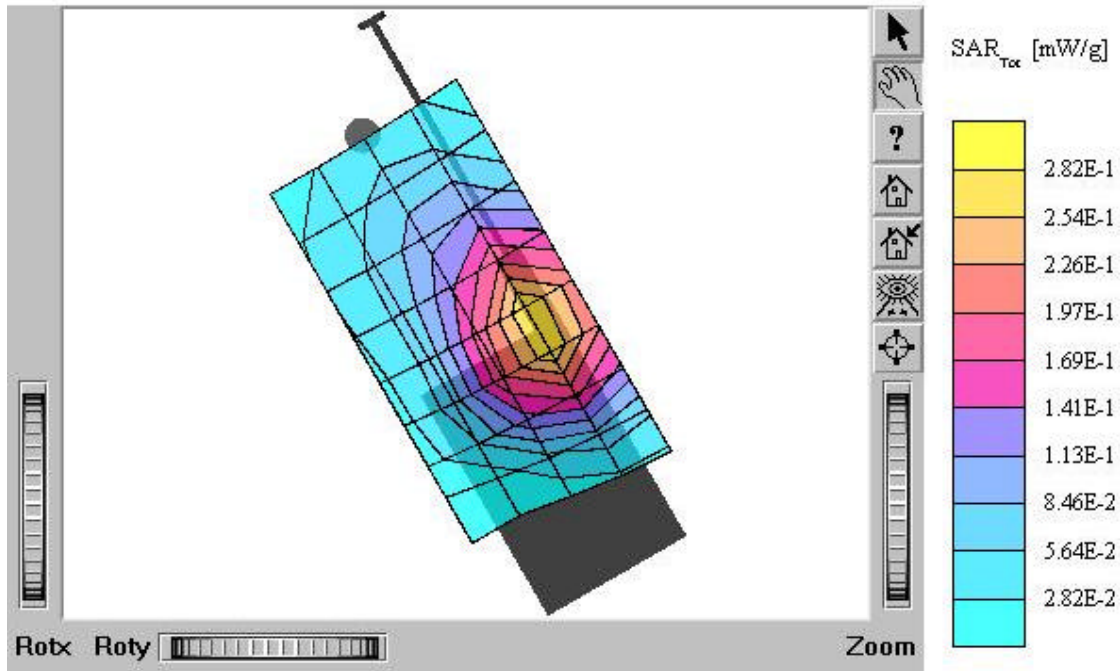 SAR_Tot [mW/g]
?
2.82E-1
2.54E-1
2.26E-1
1.97E-1
1.69E-1
1.41E-1
1.13E-1
8.46E-2
5.64E-2
2.82E-2
Rotx Roty Zoom